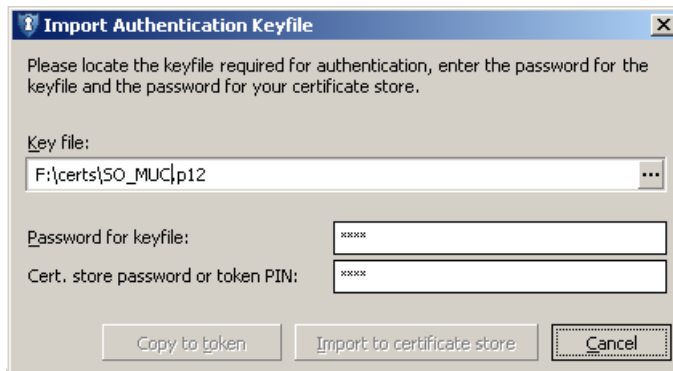 Import Authentication Keyfile
Please locate the keyfile required for authentication, enter the password for the
keyfile and the password for your certificate store.
Key file:
F:\certs\SO_MUC.p12
...
Password for keyfile:
××××
Cert. store password or token PIN:
××××
Copy to token
Import to certificate store
Cancel